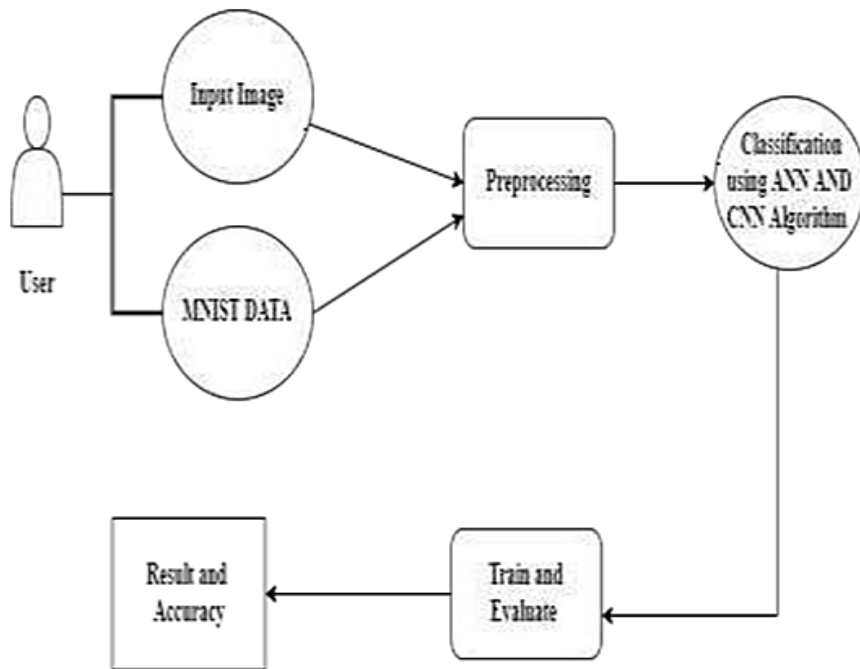 Input Image
User
MNIST DATA
Preprocessing
Classification
using ANN AND
CNN Algorithm
Train and
Evaluate
Result and
Accuracy